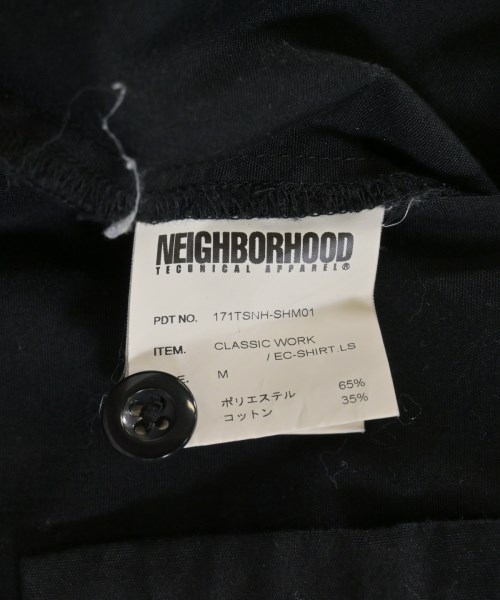 NEIGHBORHOOD
TECHNICAL APPAREL®
PDT NO. 171TSNH-SHM01
ITEM. CLASSIC WORK
/ EC-SHIRT.LS
E. M
ポリエステル 65%
コットン 35%